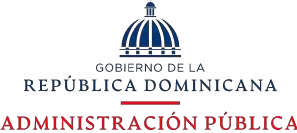 GOBIERNO DE LA
REPÚBLICA DOMINICANA
ADMINISTRACIÓN PÚBLICA